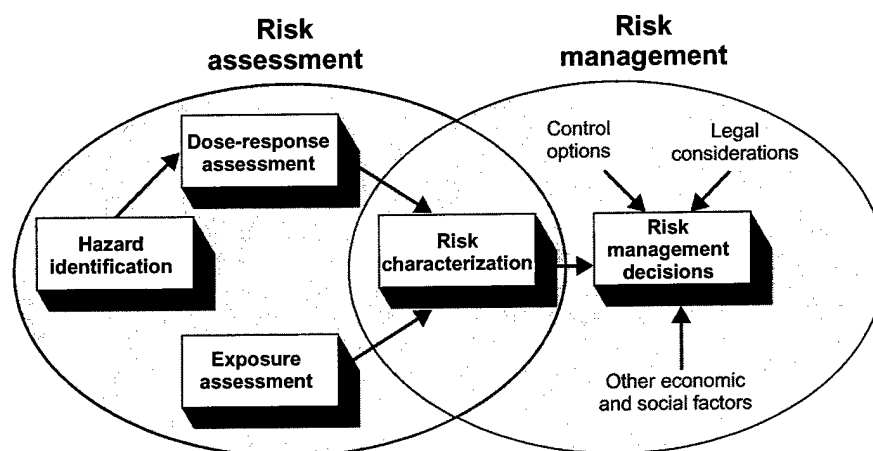 Risk
assessment
Risk
management
Dose-response
assessment
Control
options
Legal
considerations
Hazard
identification
Risk
characterization
Risk
management
decisions
Exposure
assessment
Other economic
and social factors